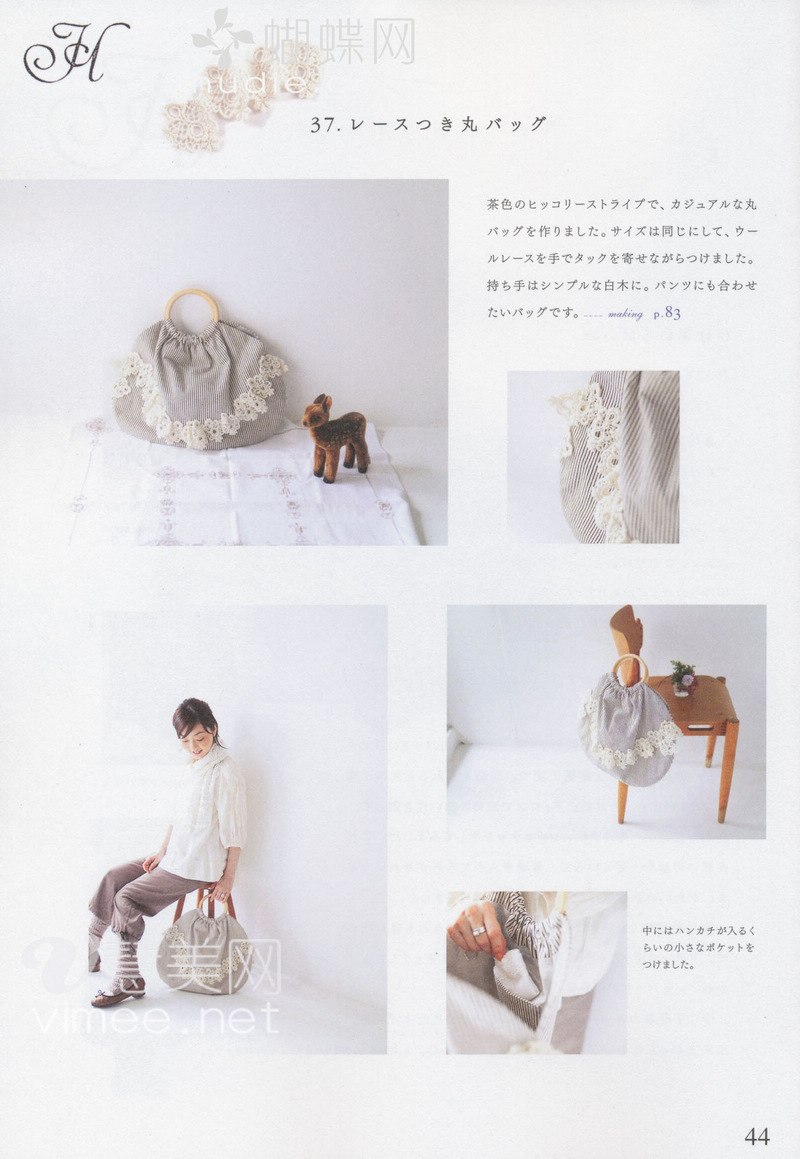 H
蝴蝶网
37. レースつき丸バッグ
茶色のヒッコリーストライプで、カジュアルな丸
バッグを作りました。サイズは同じにして、ウー
ルレースを手でタックを寄せながらつけました。
持ち手はシンプルな白木に。パンツにも合わせ
たいバッグです。---- making p.83
中にはハンカチが入るく
らいの小さなポケットを
つけました。
美网
vimee.net
44